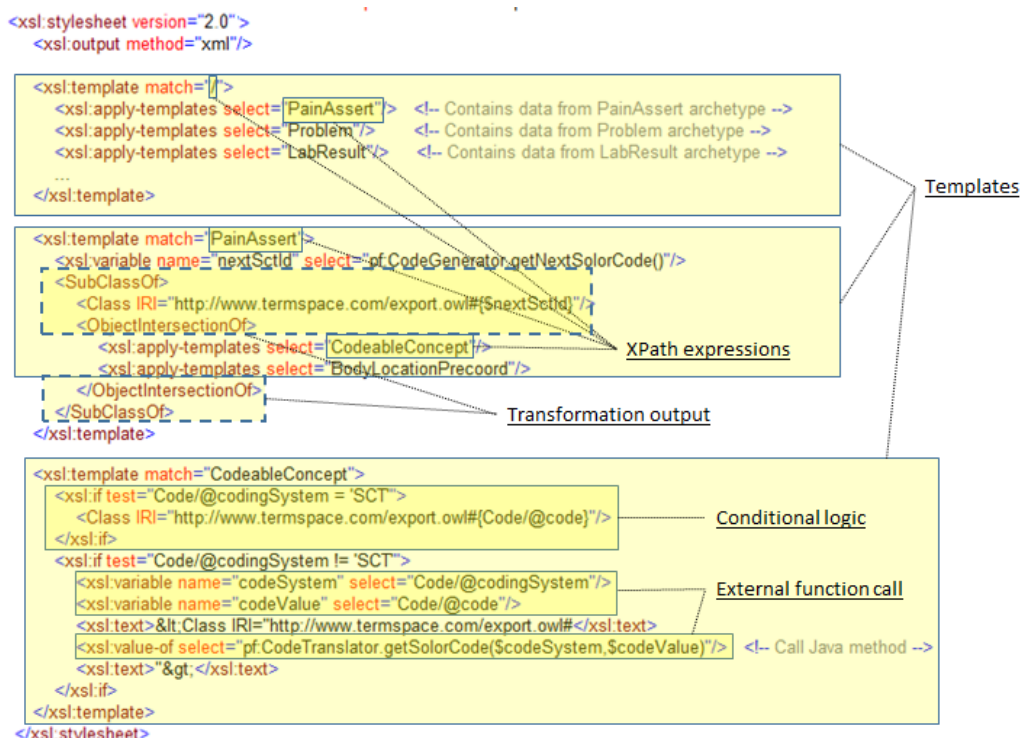 <xsl:stylesheet version="2.0">
<xsl:output method="xml"/>
<xsl:template match="/">
<xsl:apply-templates select="PainAssert"/> <!-- Contains data from PainAssert archetype -->
<xsl:apply-templates select="Problem"/> <!-- Contains data from Problem archetype -->
<xsl:apply-templates select="LabResult"/> <!-- Contains data from LabResult archetype -->
...
</xsl:template>
Templates
<xsl:template match="PainAssert">
<xsl:variable name="nextSctId" select="pf:CodeGenerator.getNextSolorCode()"/>
<SubClassOf>
<Class IRI="http://www.termspace.com/export.owl#{$nextSctId}"/>
<ObjectIntersectionOf>
<xsl:apply-templates select="CodeableConcept"/>
XPath expressions
<xsl:apply-templates select="BodyLocationPrecoord"/>
</ObjectIntersectionOf>
</SubClassOf>
Transformation output
</xsl:template>
<xsl:template match="CodeableConcept">
<xsl:if test="Code/@codingSystem = 'SCT'">
<Class IRI="http://www.termspace.com/export.owl#{Code/@code}"/>
Conditional logic
</xsl:if>
<xsl:if test="Code/@codingSystem != 'SCT'">
<xsl:variable name="codeSystem" select="Code/@codingSystem"/>
External function call
<xsl:variable name="codeValue" select="Code/@code"/>
<xsl:text>&lt;Class IRI="http://www.termspace.com/export.owl#</xsl:text>
<xsl:value-of select="pf:CodeTranslator.getSolorCode($codeSystem,$codeValue)"/> <!-- Call Java method -->
<xsl:text>"&gt;</xsl:text>
</xsl:if>
</xsl:template>
</xsl:stylesheet>